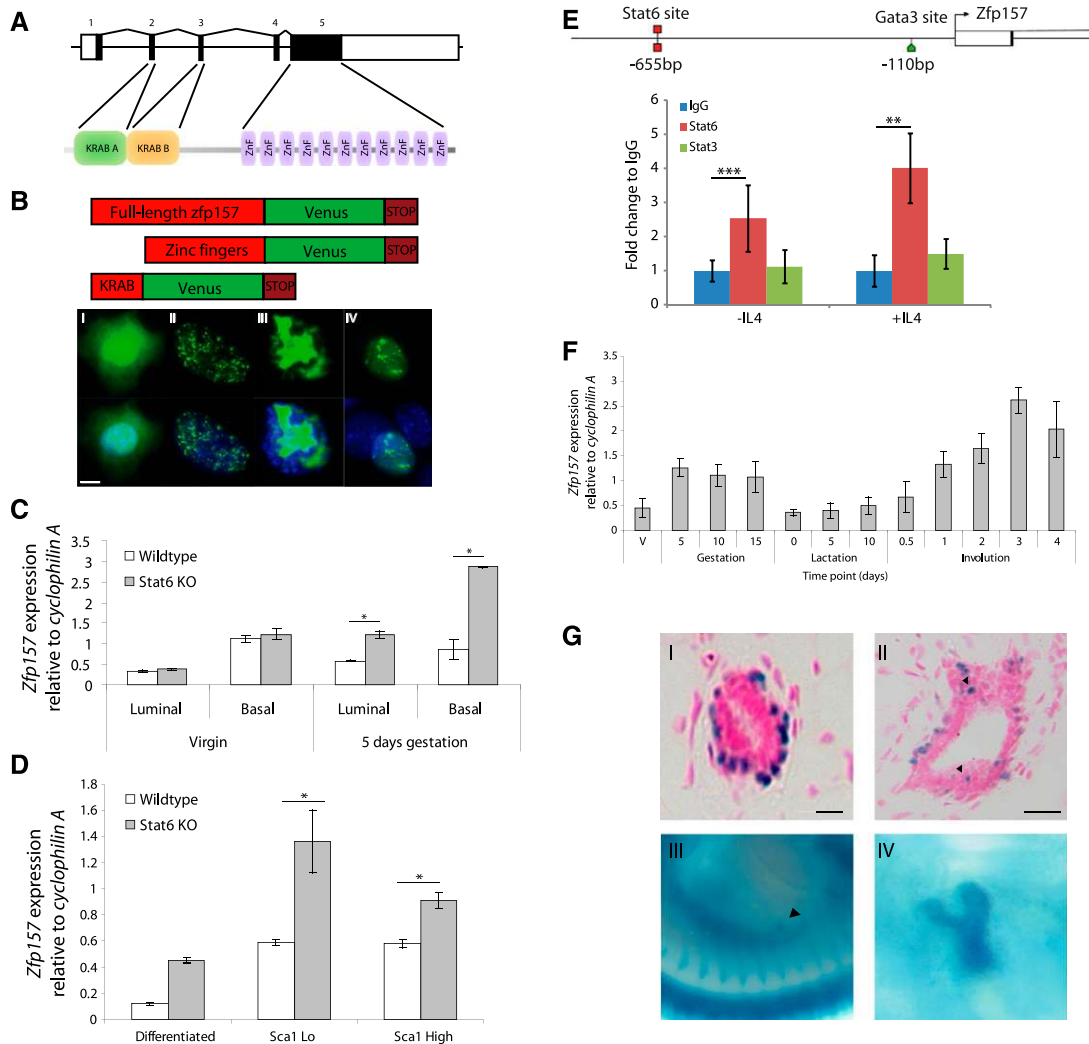 A
1 2 3 4 5
KRAB A KRAB B ZnF ZnF ZnF ZnF ZnF ZnF ZnF ZnF ZnF ZnF ZnF
B
Full-length zfp157 Venus STOP
Zinc fingers Venus STOP
KRAB Venus STOP
I II III IV
C
Zfp157 expression
relative to cyclophilin A
3.5
3
2.5
2
1.5
1
0.5
0
Wildtype
Stat6 KO
* *
Luminal Basal Luminal Basal
Virgin 5 days gestation
D
Zfp157 expression
relative to cyclophilin A
1.8
1.6
1.4
1.2
1
0.8
0.6
0.4
0.2
0
Wildtype
Stat6 KO
* *
Differentiated Sca1 Lo Sca1 High
E
Stat6 site Gata3 site Zfp157
-655bp -110bp
Fold change to IgG
6
5
4
3
2
1
0
IgG
Stat6
Stat3
*** **
-IL4 +IL4
F
Zfp157 expression
relative to cyclophilin A
3.5
3
2.5
2
1.5
1
0.5
0
V 5 10 15 0 5 10 0.5 1 2 3 4
Gestation Lactation Involution
Time point (days)
G
I II
III IV